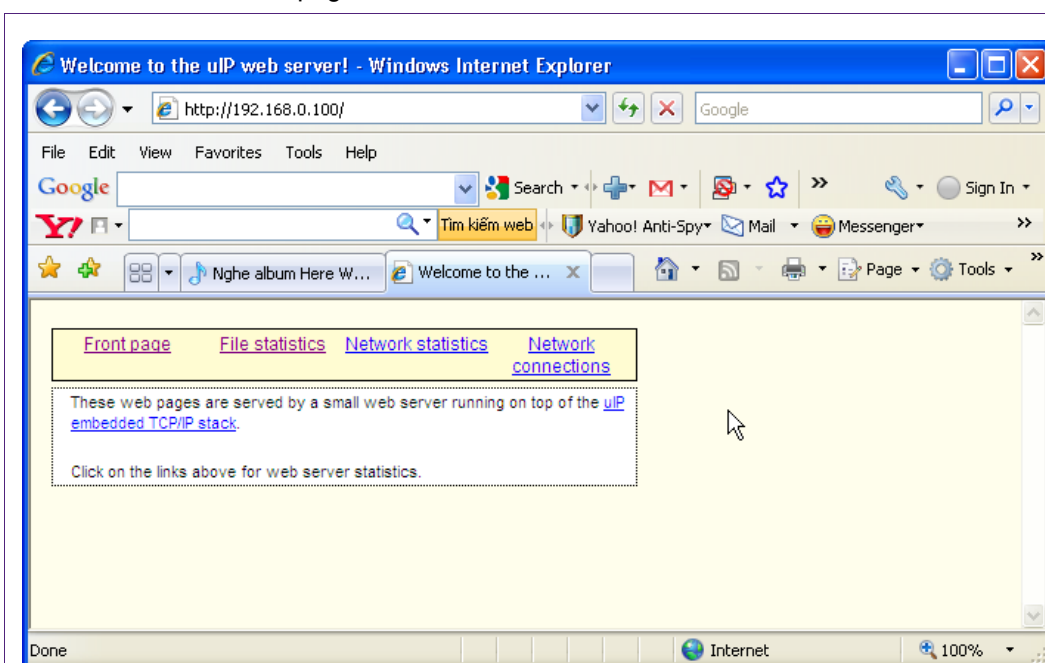 Welcome to the uIP web server! - Windows Internet Explorer
http://192.168.0.100/ Google
File Edit View Favorites Tools Help
Google Search Sign In
Y! Tìm kiếm web Yahoo! Anti-Spy Mail Messenger
Nghe album Here W... Welcome to the ... Page Tools
Front page File statistics Network statistics Network
connections
These web pages are served by a small web server running on top of the uIP
embedded TCP/IP stack.
Click on the links above for web server statistics.
Done Internet 100%